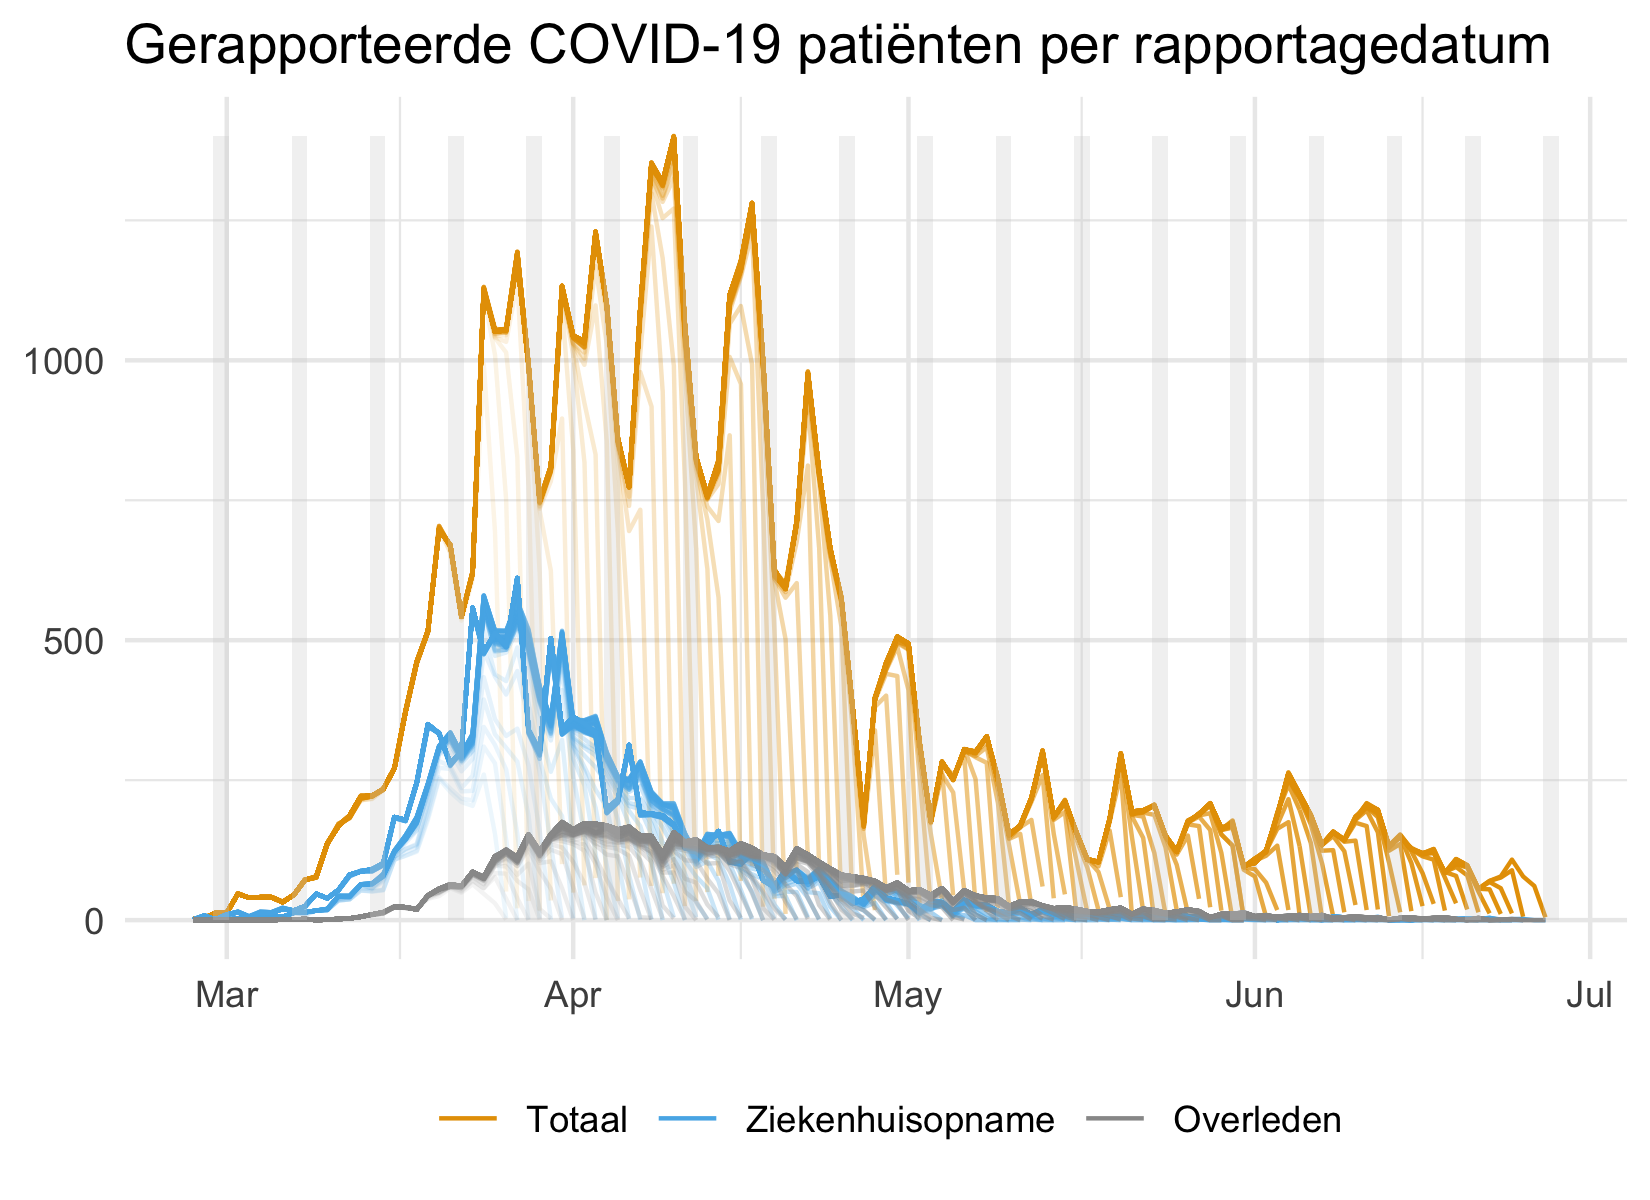 Gerapporteerde COVID-19 patiënten per rapportagedatum
1000
500
0
Mar Apr May Jun Jul
Totaal Ziekenhuisopname Overleden